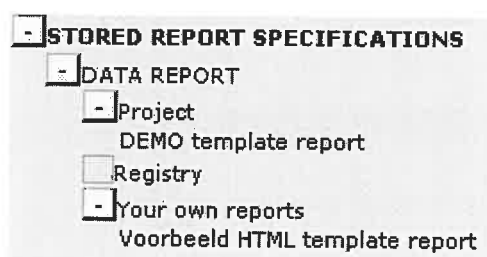 STORED REPORT SPECIFICATIONS
DATA REPORT
Project
DEMO template report
Registry
Your own reports
Voorbeeld HTML template report